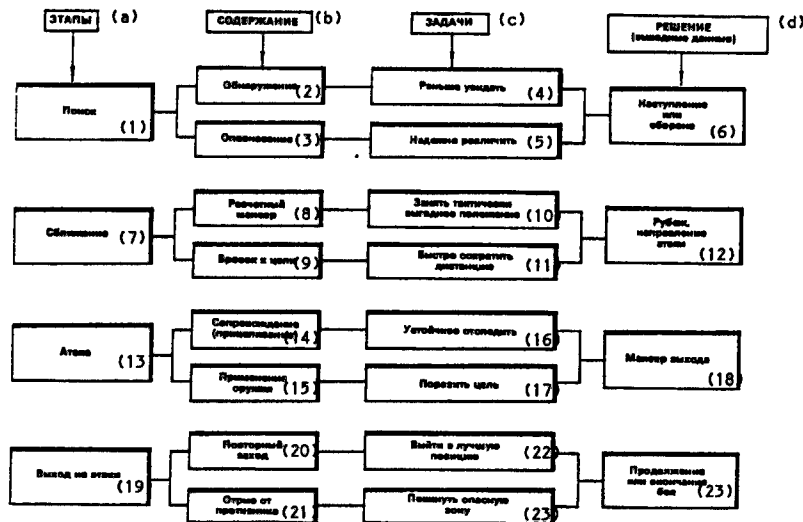 ЭТАПЫ (a)
СОДЕРЖАНИЕ (b)
ЗАДАЧИ (c)
РЕШЕНИЕ (d)
(выходные данные)
Поиск (1)
Обнаружение (2)
Опознавание (3)
Раньше увидеть (4)
Надежно различить (5)
Наступление
или
оборона (6)
Сближение (7)
Расчетный
маневр (8)
Бросок к цели (9)
Занять тактически
выгодное положение (10)
Быстро сократить
дистанцию (11)
Рубеж,
направление
атаки (12)
Атака (13)
Сопровождение
(прицеливание) (14)
Применение
оружия (15)
Устойчиво отследить (16)
Поразить цель (17)
Маневр выхода (18)
Выход из атаки (19)
Повторный
заход (20)
Отрыв от
противника (21)
Выйти в лучшую
позицию (22)
Покинуть опасную
зону (23)
Продолжение
или окончание
боя (23)